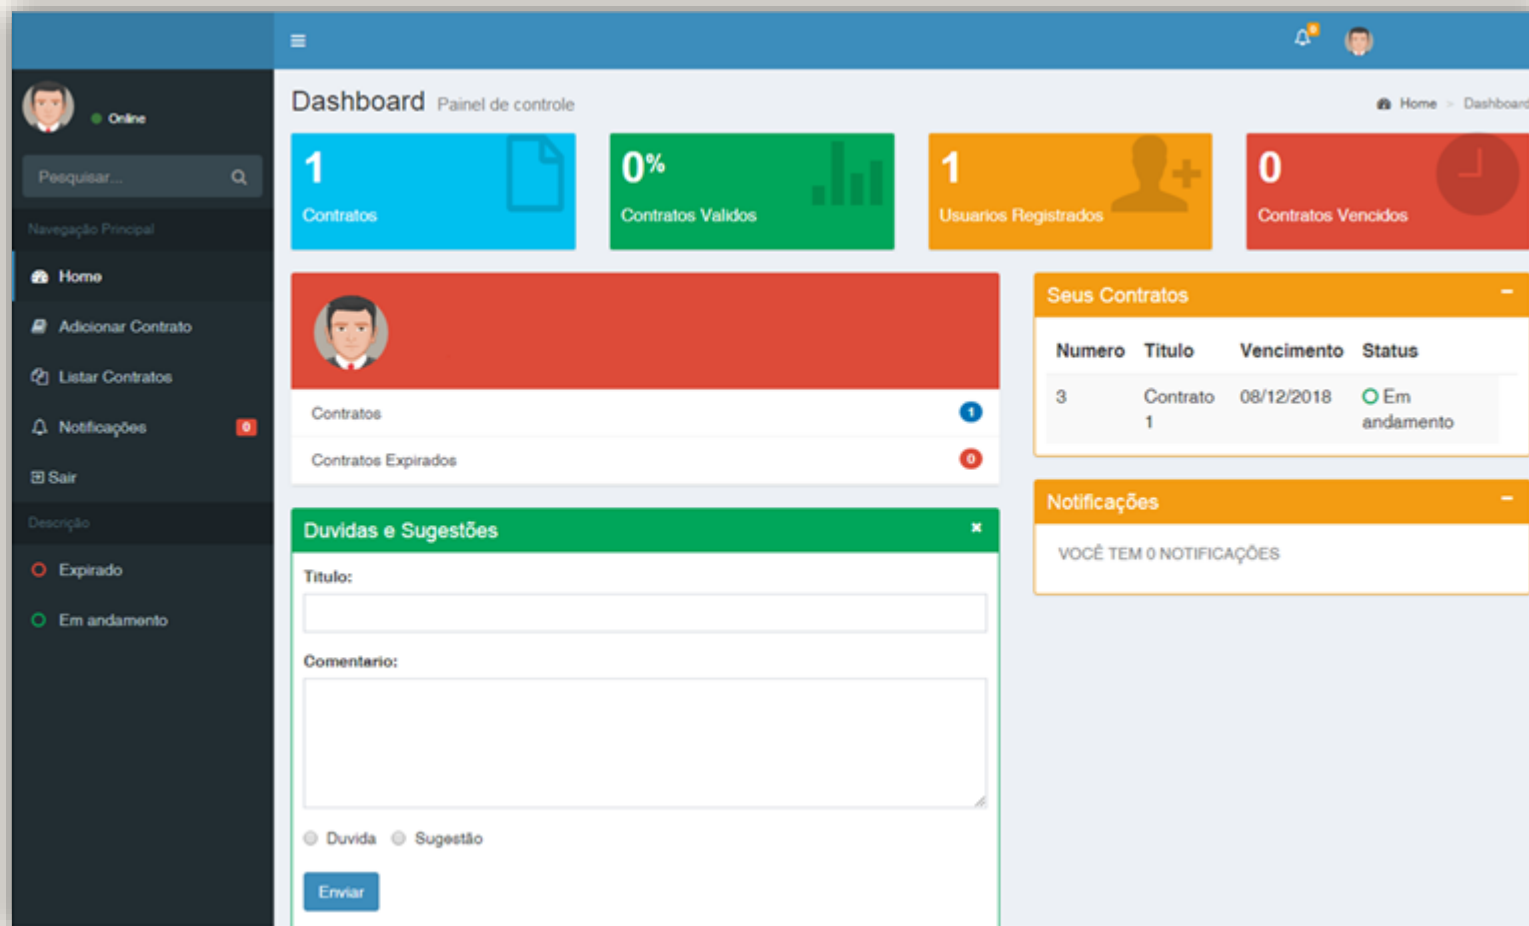 0
Online
Pesquisar...
Navegação Principal
Home
Adicionar Contrato
Listar Contratos
Notificações 0
Sair
Descrição
Expirado
Em andamento
Dashboard Painel de controle
Home > Dashboard
1
Contratos
0%
Contratos Validos
1
Usuarios Registrados
0
Contratos Vencidos
Contratos 1
Contratos Expirados 0
Duvidas e Sugestões
Titulo:
Comentario:
Duvida Sugestão
Enviar
Seus Contratos
Numero Titulo Vencimento Status
3 Contrato 08/12/2018 Em
1 andamento
Notificações
VOCÊ TEM 0 NOTIFICAÇÕES